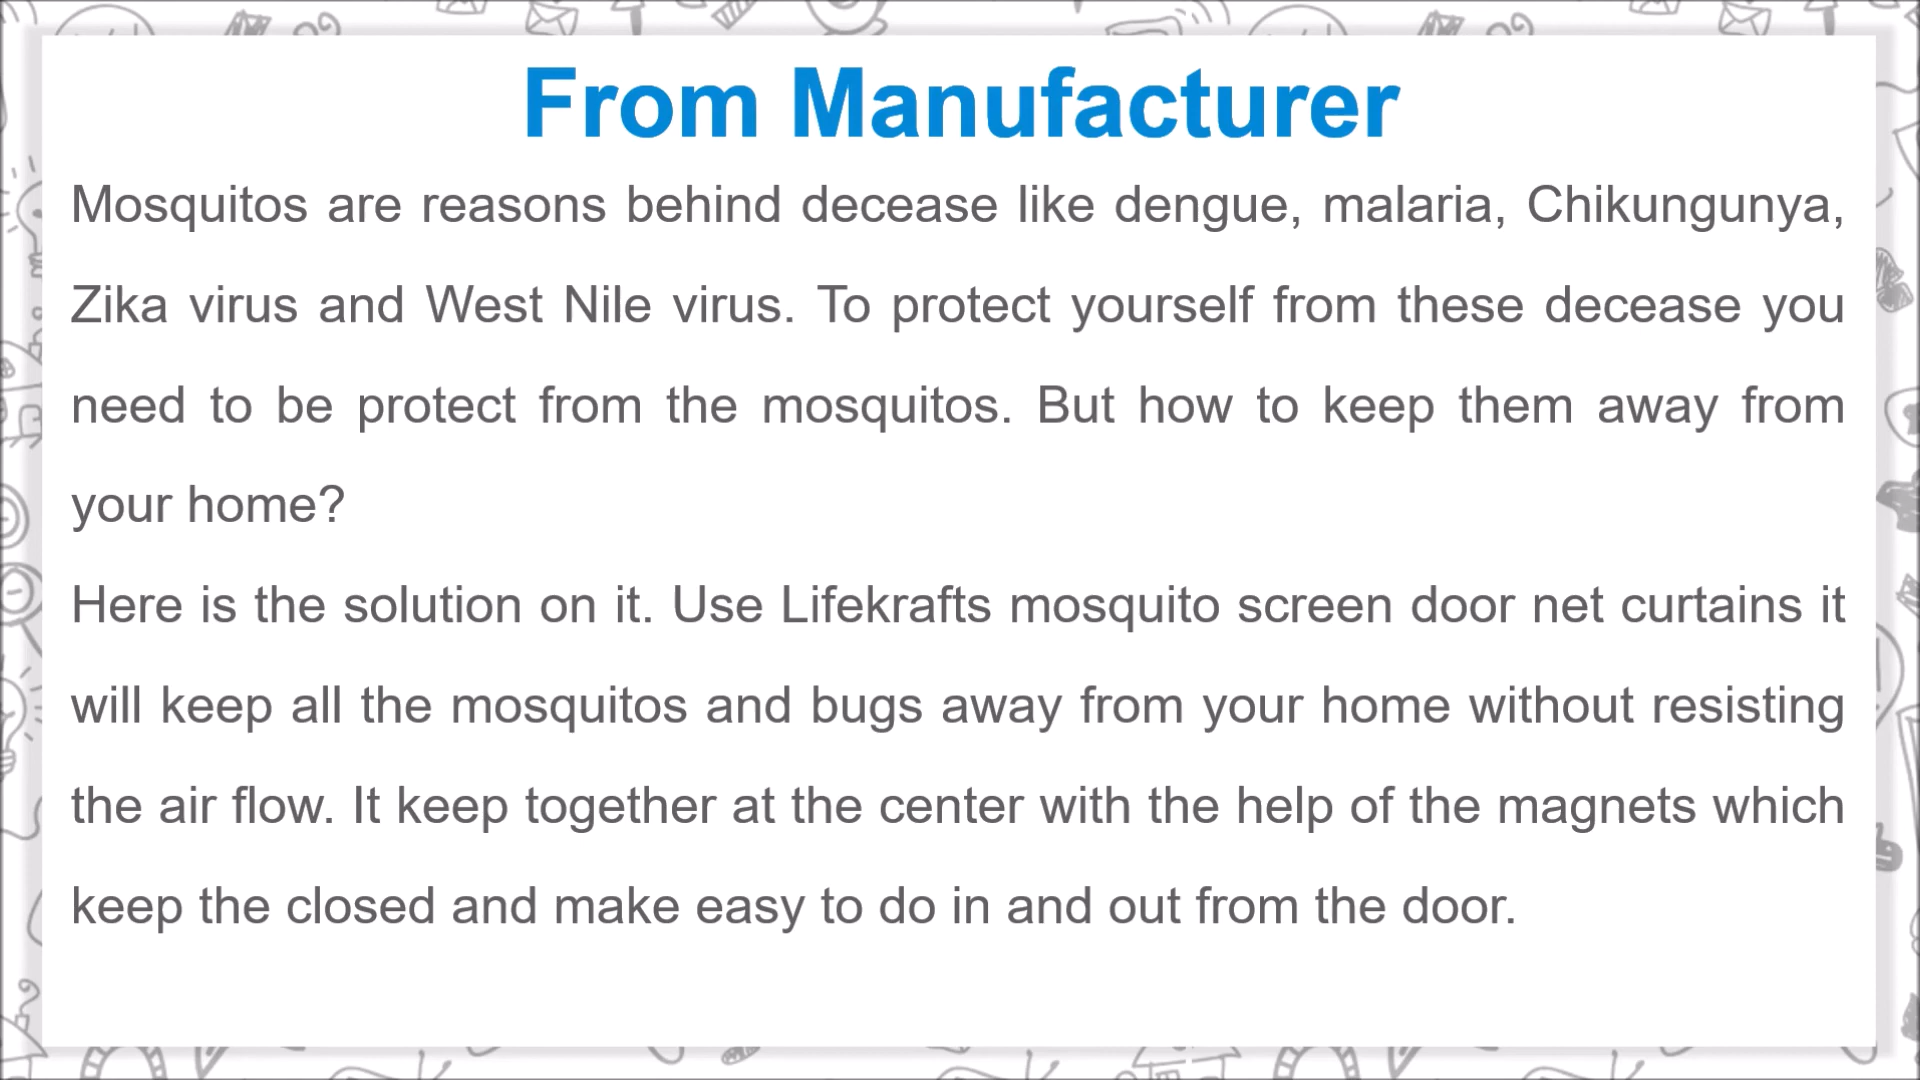 From Manufacturer
Mosquitos are reasons behind decease like dengue, malaria, Chikungunya,
Zika virus and West Nile virus. To protect yourself from these decease you
need to be protect from the mosquitos. But how to keep them away from
your home?
Here is the solution on it. Use Lifekrafts mosquito screen door net curtains it
will keep all the mosquitos and bugs away from your home without resisting
the air flow. It keep together at the center with the help of the magnets which
keep the closed and make easy to do in and out from the door.